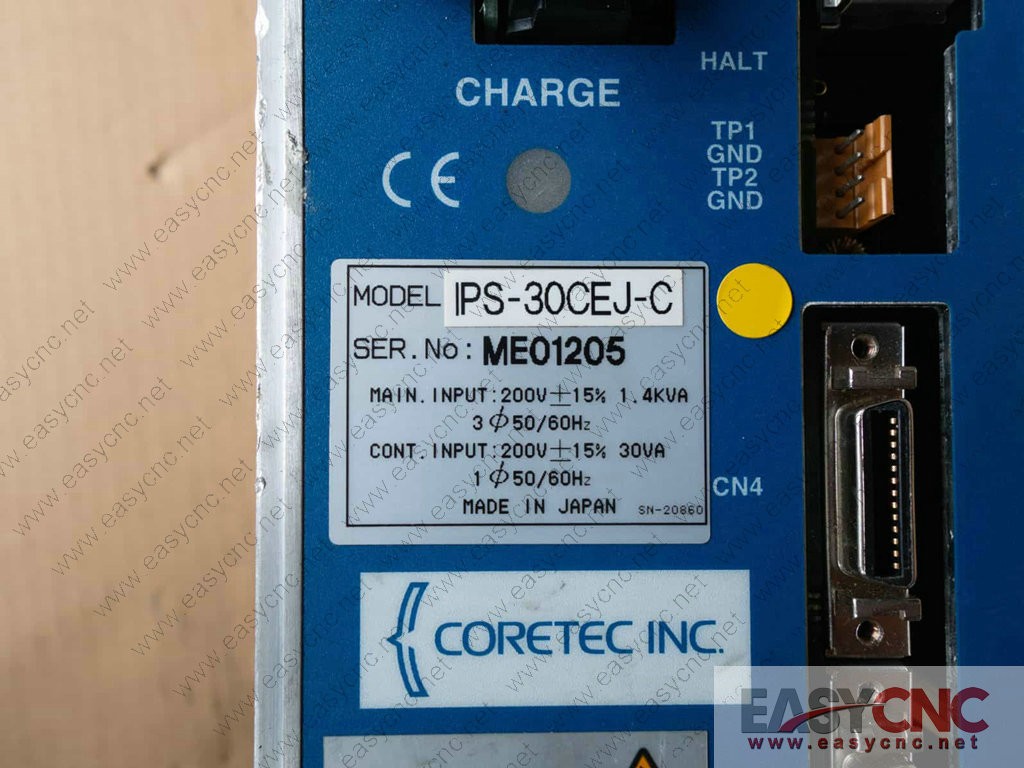 HALT
CHARGE
TP1
GND
TP2
GND
CE
MODEL IPS-30CEJ-C
SER.No: ME01205
MAIN.INPUT:200V±15% 1.4KVA
3ϕ50/60Hz
CONT.INPUT:200V±15% 30VA
1ϕ50/60Hz
MADE IN JAPAN SN-20860
CN4
CORETEC INC.
EASYCNC
www.easycnc.net